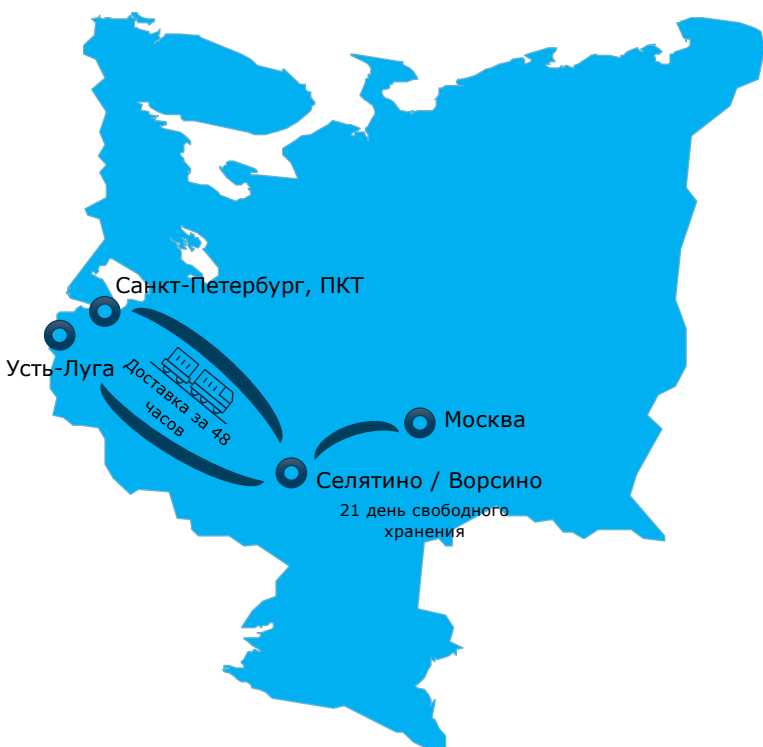 Санкт-Петербург, ПКТ
Усть-Луга
Доставка за 48
часов
Москва
Селятино / Ворсино
21 день свободного
хранения